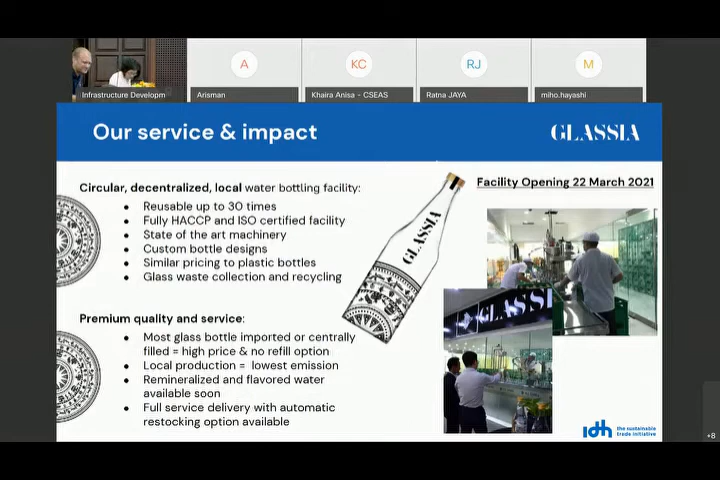 A
KC
RJ
M
Infrastructure Developm
Arisman
Khaira Anisa - CSEAS
Ratna JAYA
miho.hayashi
Our service & impact
GLASSIA
Circular, decentralized, local water bottling facility:
• Reusable up to 30 times
• Fully HACCP and ISO certified facility
• State of the art machinery
• Custom bottle designs
• Similar pricing to plastic bottles
• Glass waste collection and recycling
Premium quality and service:
• Most glass bottle imported or centrally
filled = high price & no refill option
• Local production = lowest emission
• Remineralized and flavored water
available soon
• Full service delivery with automatic
restocking option available
GLASSIA
Facility Opening 22 March 2021
GLASSI
idh the sustainable
trade initiative
+8